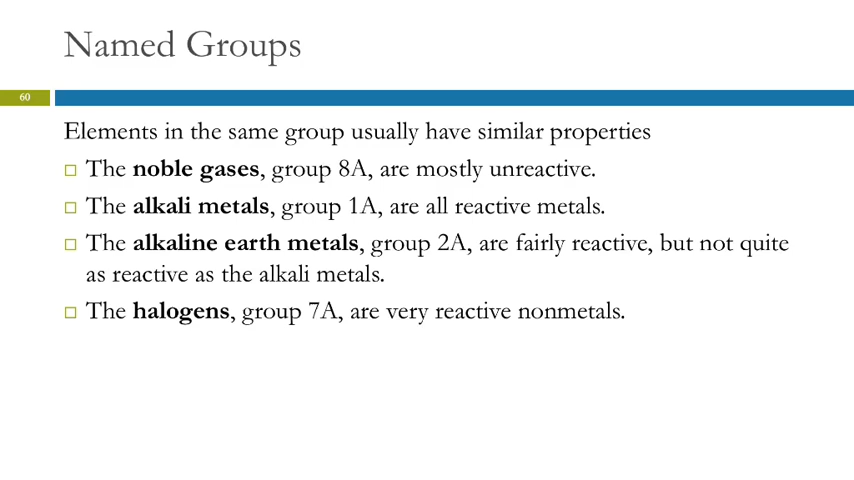 Named Groups
60
Elements in the same group usually have similar properties
The noble gases, group 8A, are mostly unreactive.
The alkali metals, group 1A, are all reactive metals.
The alkaline earth metals, group 2A, are fairly reactive, but not quite
as reactive as the alkali metals.
The halogens, group 7A, are very reactive nonmetals.